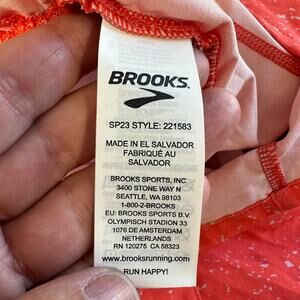 BROOKS
SP23 STYLE: 221583
MADE IN EL SALVADOR
FABRIQUÉ AU
SALVADOR
BROOKS SPORTS, INC.
3400 STONE WAY N
SEATTLE, WA 98103
1-800-2-BROOKS
EU: BROOKS SPORTS B.V.
OLYMPISCH STADION 33
1076 DE AMSTERDAM
NETHERLANDS
RN 120275 CA 58323
www.brooksrunning.com
RUN HAPPY!